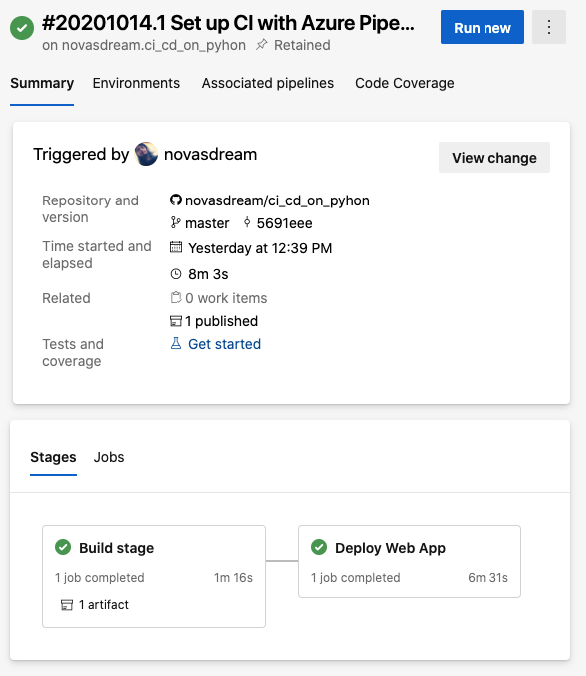 #20201014.1 Set up CI with Azure Pipe...
on novasdream.ci_cd_on_pyhon Retained
Run new
Summary Environments Associated pipelines Code Coverage
Triggered by novasdream
View change
Repository and version
novasdream/ci_cd_on_pyhon
master 5691eee
Time started and elapsed
Yesterday at 12:39 PM
8m 3s
Related
0 work items
1 published
Tests and coverage
Get started
Stages Jobs
Build stage
1 job completed 1m 16s
1 artifact
Deploy Web App
1 job completed 6m 31s